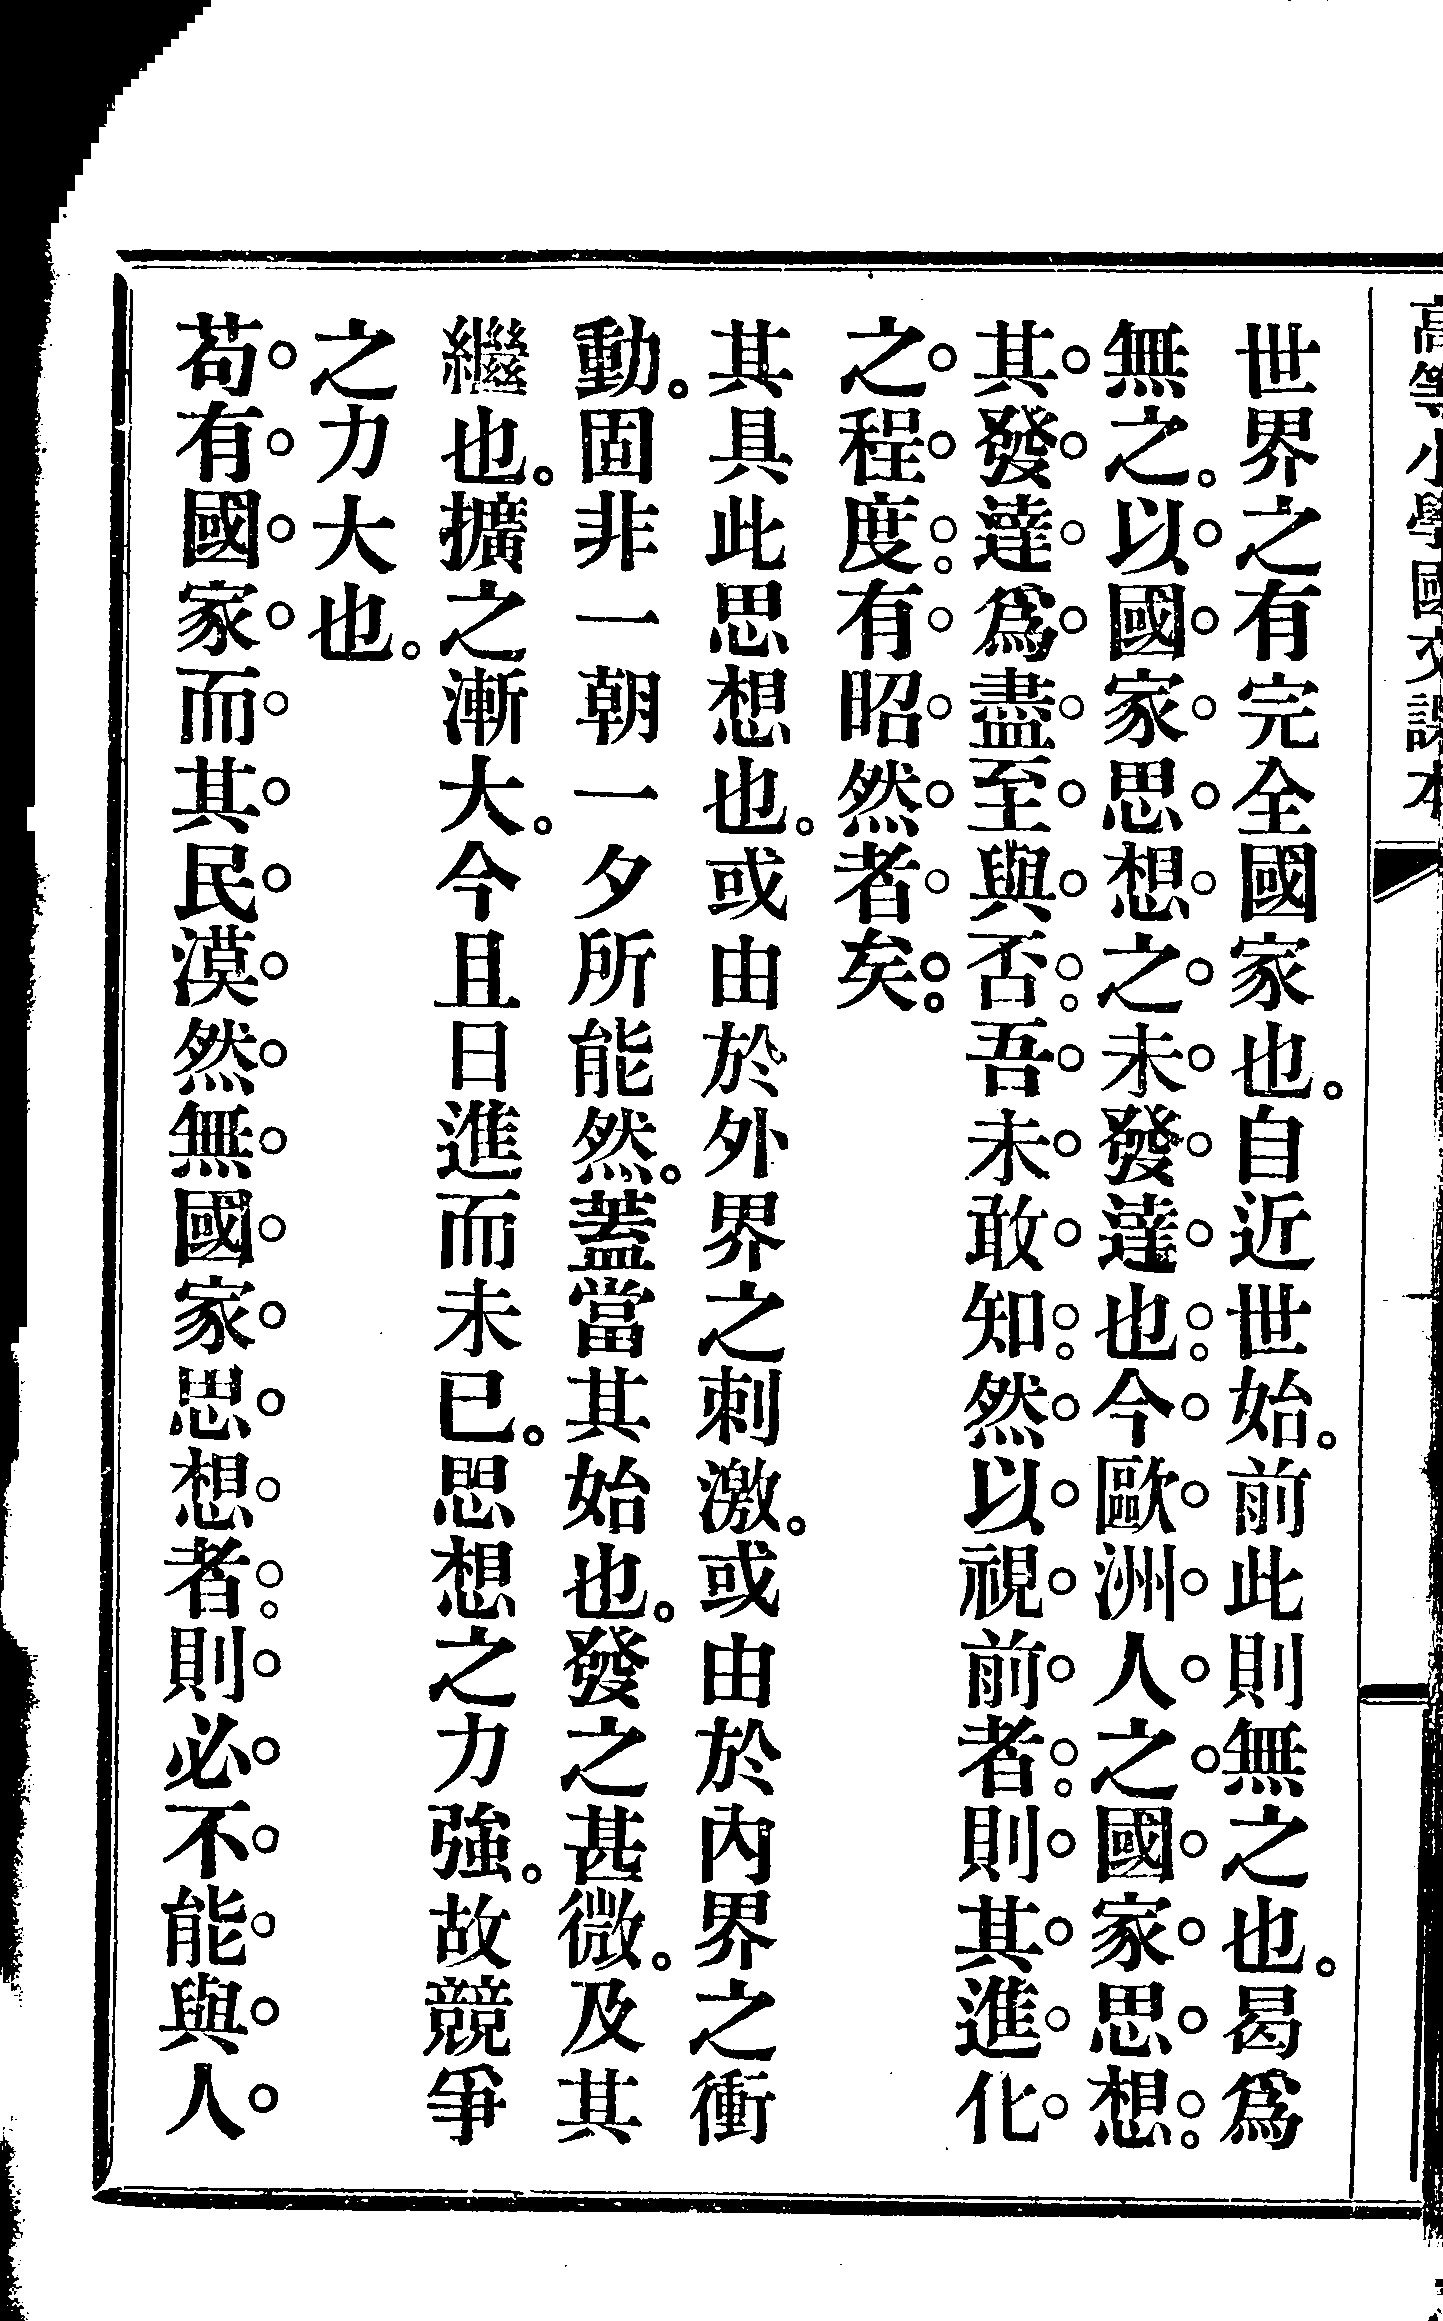 高等小學國文課本
世界之有完全國家也。自近世始。前此則無之也。曷爲
無之。以國家思想之未發達也。今歐洲人之國家思想。
其發達爲盡至與否。吾未敢知。然以視前者。則其進化
之程度。有昭然者矣。
其具此思想也。或由於外界之刺激。或由於內界之衝
動。固非一朝一夕所能然。蓋當其始也。發之甚微。及其
繼也。擴之漸大。今且日進而未已。思想之力強。故競爭
之力大也。
苟有國家而其民漠然無國家思想者。則必不能與人